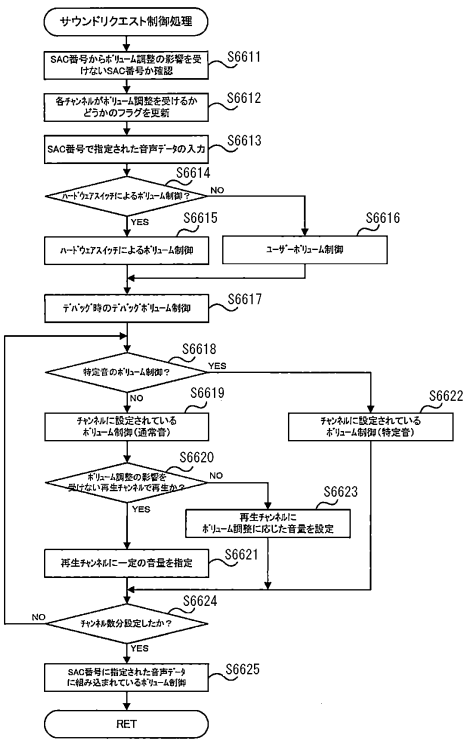 サウンドリクエスト制御処理
S6611
SAC番号からﾎﾞﾘｭｰﾑ調整の影響を
受けないSAC番号か確認
S6612
各ﾁｬﾝﾈﾙがﾎﾞﾘｭｰﾑ調整を受けるか
どうかのﾌﾗｸﾞを更新
S6613
SAC番号で指定された音声ﾃﾞｰﾀの入力
S6614
ﾊｰﾄﾞｳｪｱｽｲｯﾁによるﾎﾞﾘｭｰﾑ制御？
NO
YES
S6615
ﾊｰﾄﾞｳｪｱｽｲｯﾁによるﾎﾞﾘｭｰﾑ制御
S6616
ﾕｰｻﾞｰﾎﾞﾘｭｰﾑ制御
S6617
ﾃﾞﾊﾞｯｸﾞ時のﾃﾞﾊﾞｯｸﾞﾎﾞﾘｭｰﾑ制御
S6618
特定音のﾎﾞﾘｭｰﾑ制御？
YES
NO
S6619
ﾁｬﾝﾈﾙに設定されている
ﾎﾞﾘｭｰﾑ制御(通常音)
S6622
ﾁｬﾝﾈﾙに設定されている
ﾎﾞﾘｭｰﾑ制御(特定音)
S6620
ﾎﾞﾘｭｰﾑ調整の影響を
受けない再生ﾁｬﾝﾈﾙで再生か？
NO
YES
S6623
再生ﾁｬﾝﾈﾙに
ﾎﾞﾘｭｰﾑ調整に応じた音量を設定
S6621
再生ﾁｬﾝﾈﾙに一定の音量を指定
S6624
ﾁｬﾝﾈﾙ数分設定したか？
NO
YES
S6625
SAC番号に指定された音声ﾃﾞｰﾀ
に組み込まれているﾎﾞﾘｭｰﾑ制御
RET